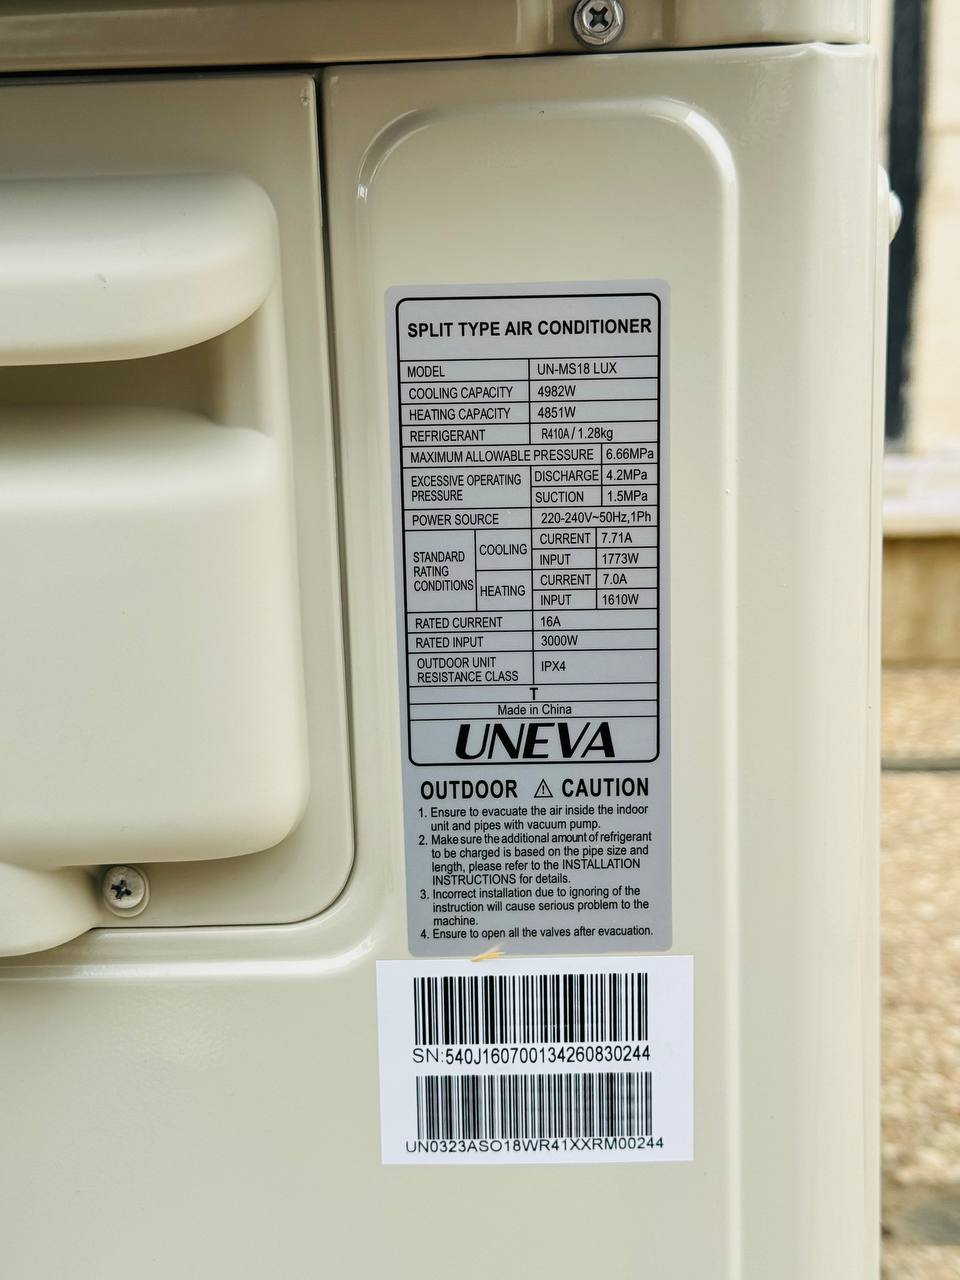 SPLIT TYPE AIR CONDITIONER
MODEL UN-MS18 LUX
COOLING CAPACITY 4982W
HEATING CAPACITY 4851W
REFRIGERANT R410A / 1.28kg
MAXIMUM ALLOWABLE PRESSURE 6.66MPa
EXCESSIVE OPERATING PRESSURE DISCHARGE 4.2MPa
SUCTION 1.5MPa
POWER SOURCE 220-240V~50Hz,1Ph
STANDARD RATING CONDITIONS COOLING CURRENT 7.71A
INPUT 1773W
HEATING CURRENT 7.0A
INPUT 1610W
RATED CURRENT 16A
RATED INPUT 3000W
OUTDOOR UNIT RESISTANCE CLASS IPX4
T
Made in China
UNEVA
OUTDOOR ⚠ CAUTION
1. Ensure to evacuate the air inside the indoor
unit and pipes with vacuum pump.
2. Make sure the additional amount of refrigerant
to be charged is based on the pipe size and
length, please refer to the INSTALLATION
INSTRUCTIONS for details.
3. Incorrect installation due to ignoring of the
instruction will cause serious problem to the
machine.
4. Ensure to open all the valves after evacuation.
SN:540J160700134260830244
UN0323ASO18WR41XXRM00244